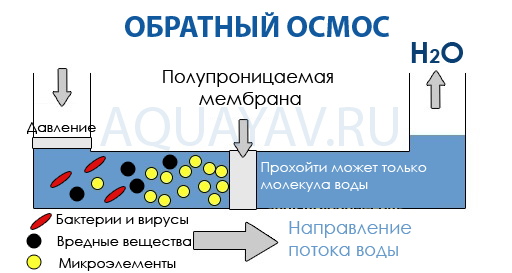 ОБРАТНЫЙ ОСМОС
H2O
Полупроницаемая
мембрана
AQUAYAV.RU
Давление
Прохойти может только
молекула воды
Бактерии и вирусы
Вредные вещества
Микроэлементы
Направление
потока воды